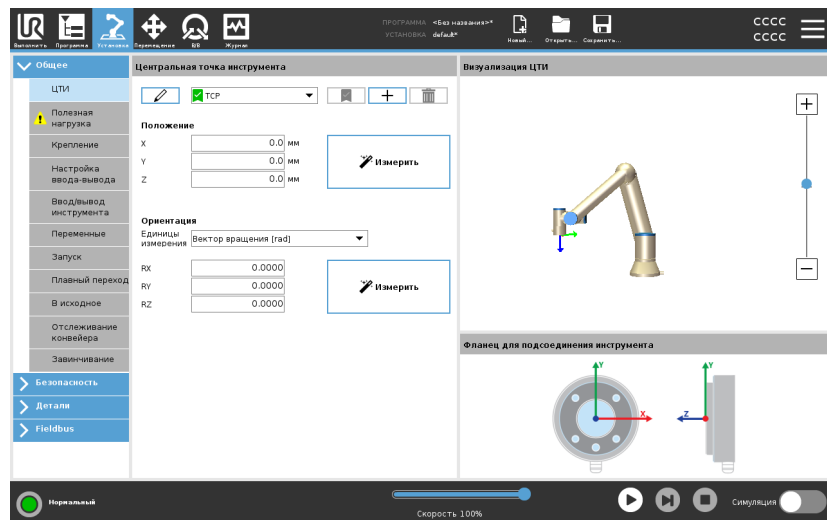 UR
ПРОГРАММА <Без названия>*
УСТАНОВКА default*
CCCC
CCCC
Выполнить Программа Установка Перемещение В/В Журнал
Новый... Открыть... Сохранить...
Общее
ЦТИ
Полезная
нагрузка
Крепление
Настройка
ввода-вывода
Ввод/вывод
инструмента
Переменные
Запуск
Плавный переход
В исходное
Отслеживание
конвейера
Завинчивание
Безопасность
Детали
Fieldbus
Центральная точка инструмента
TCP
Положение
X 0.0 мм
Y 0.0 мм
Z 0.0 мм
Измерить
Ориентация
Единицы
измерения
Вектор вращения [rad]
RX 0.0000
RY 0.0000
RZ 0.0000
Измерить
Визуализация ЦТИ
Фланец для подсоединения инструмента
Y
X
Y
Z
Нормальный
Скорость 100%
Симуляция